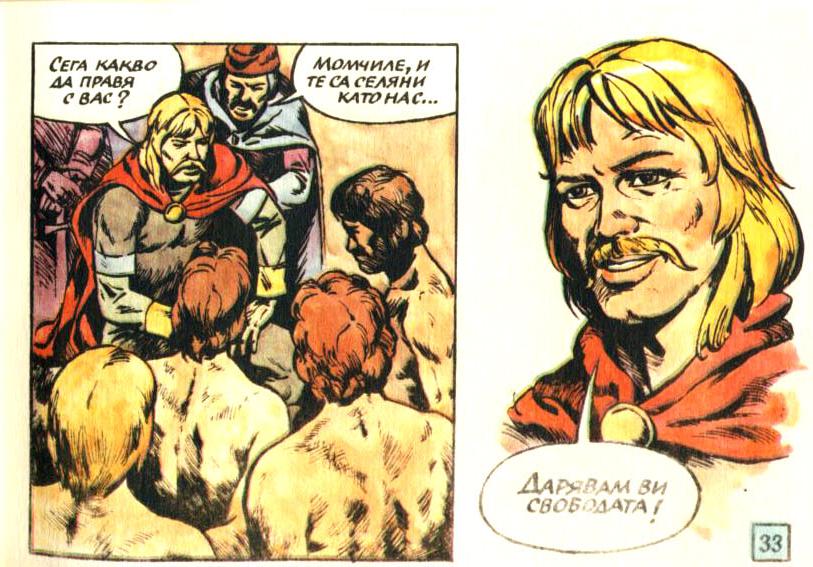 СЕГА КАКВО
ДА ПРАВЯ
С ВАС?
МОМЧИЛЕ, И
ТЕ СА СЕЛЯНИ
КАТО НАС...
ДАРЯВАМ ВИ
СВОБОДАТА!
33